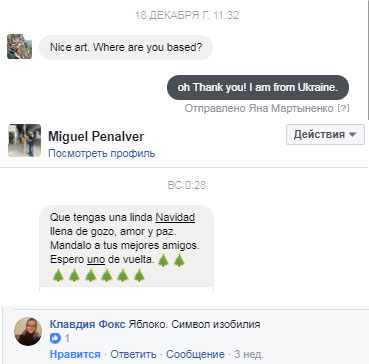 18 ДЕКАБРЯ Г. 11:32
Nice art. Where are you based?
oh Thank you! I am from Ukraine.
Отправлено Яна Мартыненко [?]
Miguel Penalver
Действия
Посмотреть профиль
ВС 0:28
Que tengas una linda Navidad
llena de gozo, amor y paz.
Mandalo a tus mejores amigos.
Espero uno de vuelta. 🌲 🌲
🌲 🌲 🌲 🌲 🌲 🌲
Клавдия Фокс Яблоко. Символ изобилия
1
Нравится · Ответить · Сообщение · 3 нед.